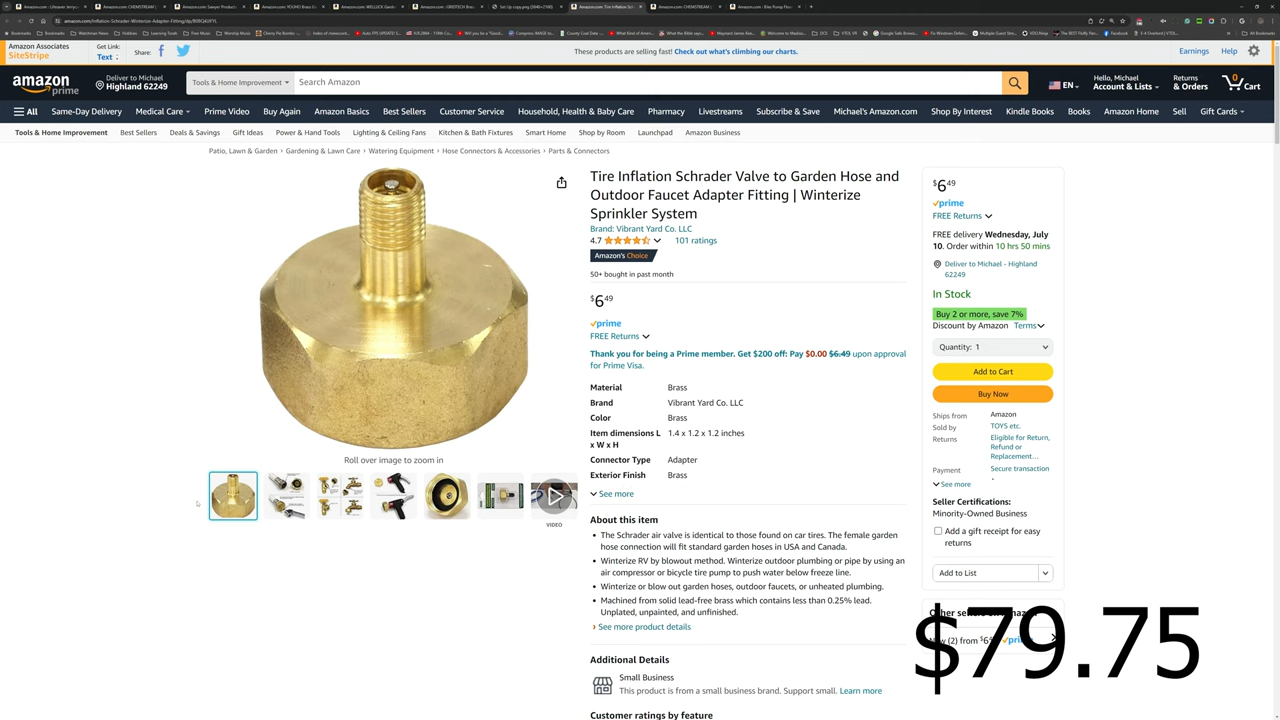 Amazon Associates
SiteStripe
Get Link:
Text
Share:
These products are selling fast! Check out what's climbing our charts.
Earnings
Help
amazon
prime
Deliver to Michael
Highland 62249
Tools & Home Improvement
Search Amazon
EN
Hello, Michael
Account & Lists
Returns
& Orders
0
Cart
All
Same-Day Delivery
Medical Care
Prime Video
Buy Again
Amazon Basics
Best Sellers
Customer Service
Household, Health & Baby Care
Pharmacy
Livestreams
Subscribe & Save
Michael's Amazon.com
Shop By Interest
Kindle Books
Books
Amazon Home
Sell
Gift Cards
Tools & Home Improvement
Best Sellers
Deals & Savings
Gift Ideas
Power & Hand Tools
Lighting & Ceiling Fans
Kitchen & Bath Fixtures
Smart Home
Shop by Room
Launchpad
Amazon Business
Patio, Lawn & Garden › Gardening & Lawn Care › Watering Equipment › Hose Connectors & Accessories › Parts & Connectors
Roll over image to zoom in
VIDEO
Tire Inflation Schrader Valve to Garden Hose and
Outdoor Faucet Adapter Fitting | Winterize
Sprinkler System
Brand: Vibrant Yard Co. LLC
4.7
101 ratings
Amazon's Choice
50+ bought in past month
$6 49
prime
FREE Returns
Thank you for being a Prime member. Get $200 off: Pay $0.00 $6.49 upon approval
for Prime Visa.
Material Brass
Brand Vibrant Yard Co. LLC
Color Brass
Item dimensions L 1.4 x 1.2 x 1.2 inches
x W x H
Connector Type Adapter
Exterior Finish Brass
See more
About this item
• The Schrader air valve is identical to those found on car tires. The female garden
hose connection will fit standard garden hoses in USA and Canada.
• Winterize RV by blowout method. Winterize outdoor plumbing or pipe by using an
air compressor or bicycle tire pump to push water below freeze line.
• Winterize or blow out garden hoses, outdoor faucets, or unheated plumbing.
• Machined from solid lead-free brass which contains less than 0.25% lead.
Unplated, unpainted, and unfinished.
› See more product details
Additional Details
Small Business
This product is from a small business brand. Support small. Learn more
Customer ratings by feature
$6 49
prime
FREE Returns
FREE delivery Wednesday, July
10. Order within 10 hrs 50 mins
Deliver to Michael - Highland
62249
In Stock
Buy 2 or more, save 7%
Discount by Amazon Terms
Quantity: 1
Add to Cart
Buy Now
Ships from Amazon
Sold by TOYS etc.
Returns Eligible for Return,
Refund or
Replacement…
Payment Secure transaction
See more
Seller Certifications:
Minority-Owned Business
Add a gift receipt for easy
returns
Add to List
$79.75